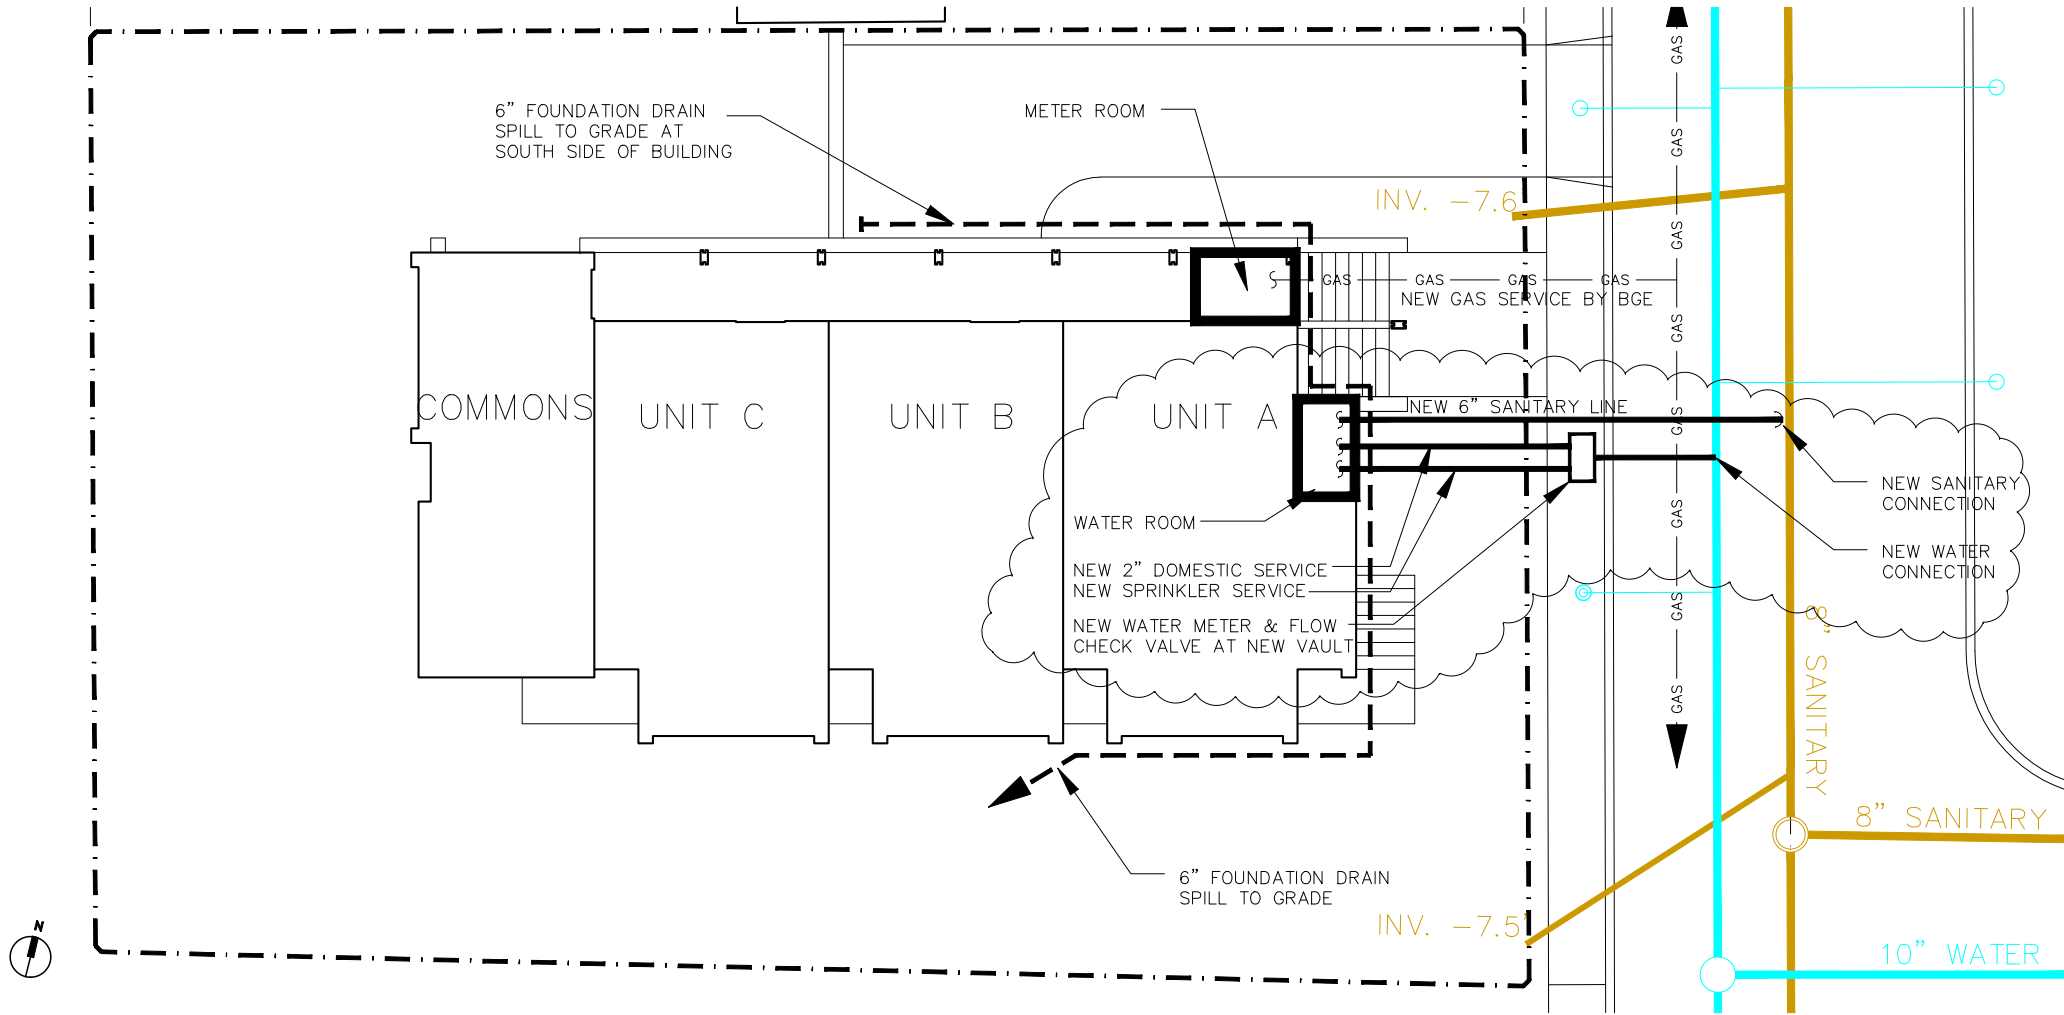 6” FOUNDATION DRAIN
SPILL TO GRADE AT
SOUTH SIDE OF BUILDING
METER ROOM
GAS
GAS
GAS
INV. -7.6'
GAS
GAS GAS GAS GAS
NEW GAS SERVICE BY BGE
GAS
COMMONS
UNIT C
UNIT B
UNIT A
NEW 6” SANITARY LINE
GAS
NEW SANITARY
CONNECTION
GAS
WATER ROOM
NEW WATER
CONNECTION
NEW 2” DOMESTIC SERVICE
NEW SPRINKLER SERVICE
GAS
NEW WATER METER & FLOW
CHECK VALVE AT NEW VAULT
GAS
8” SANITARY
8” SANITARY
6” FOUNDATION DRAIN
SPILL TO GRADE
INV. -7.5'
10” WATER
N